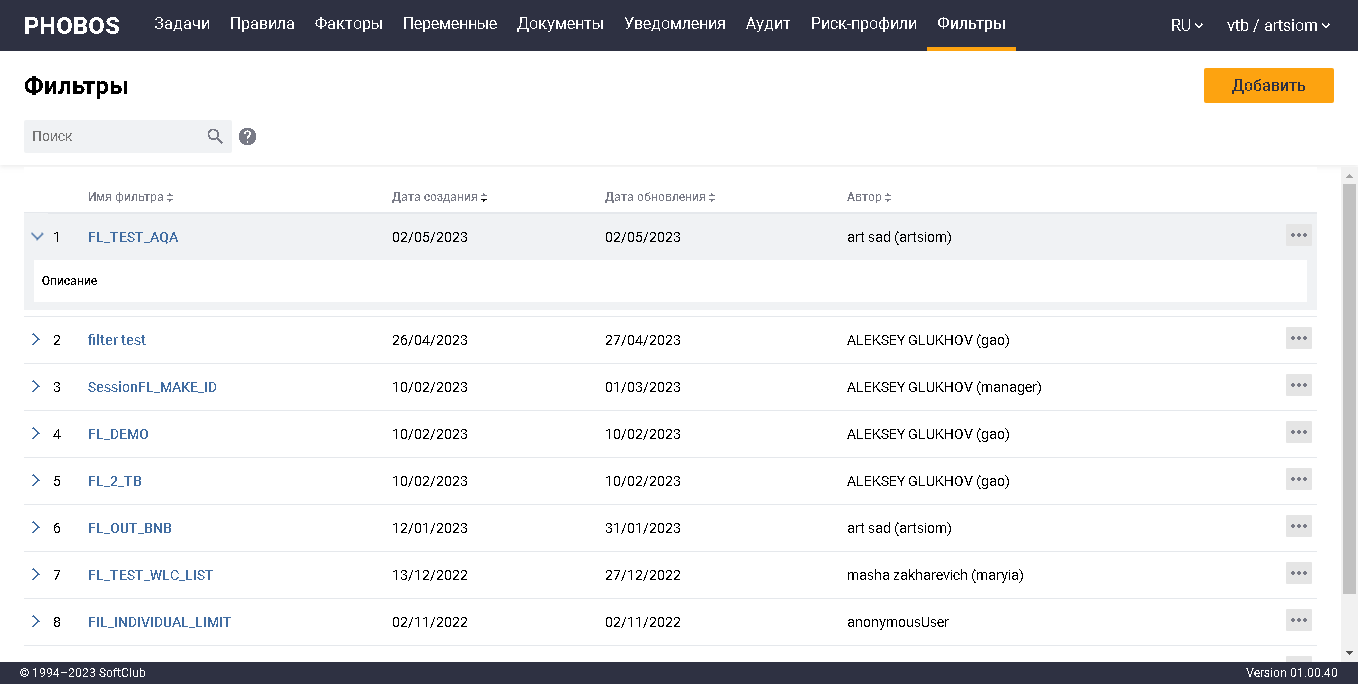 PHOBOS Задачи Правила Факторы Переменные Документы Уведомления Аудит Риск-профили Фильтры RU vtb / artsiom
Фильтры Добавить
Поиск ?
Имя фильтра Дата создания Дата обновления Автор
1 FL_TEST_AQA 02/05/2023 02/05/2023 art sad (artsiom) •••
Описание
2 filter test 26/04/2023 27/04/2023 ALEKSEY GLUKHOV (gao) •••
3 SessionFL_MAKE_ID 10/02/2023 01/03/2023 ALEKSEY GLUKHOV (manager) •••
4 FL_DEMO 10/02/2023 10/02/2023 ALEKSEY GLUKHOV (gao) •••
5 FL_2_TB 10/02/2023 10/02/2023 ALEKSEY GLUKHOV (gao) •••
6 FL_OUT_BNB 12/01/2023 31/01/2023 art sad (artsiom) •••
7 FL_TEST_WLC_LIST 13/12/2022 27/12/2022 masha zakharevich (maryia) •••
8 FIL_INDIVIDUAL_LIMIT 02/11/2022 02/11/2022 anonymousUser •••
© 1994–2023 SoftClub Version 01.00.40